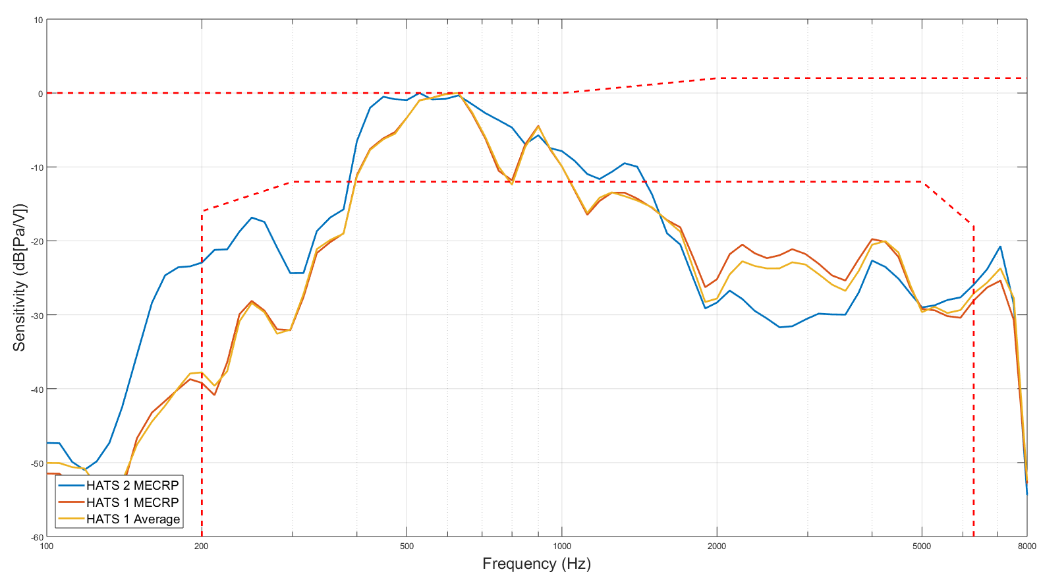 10
0
-10
-20
-30
-40
-50
-60
Sensitivity (dB[Pa/V])
HATS 2 MECRP
HATS 1 MECRP
HATS 1 Average
100 200 500 1000 2000 5000 8000
Frequency (Hz)